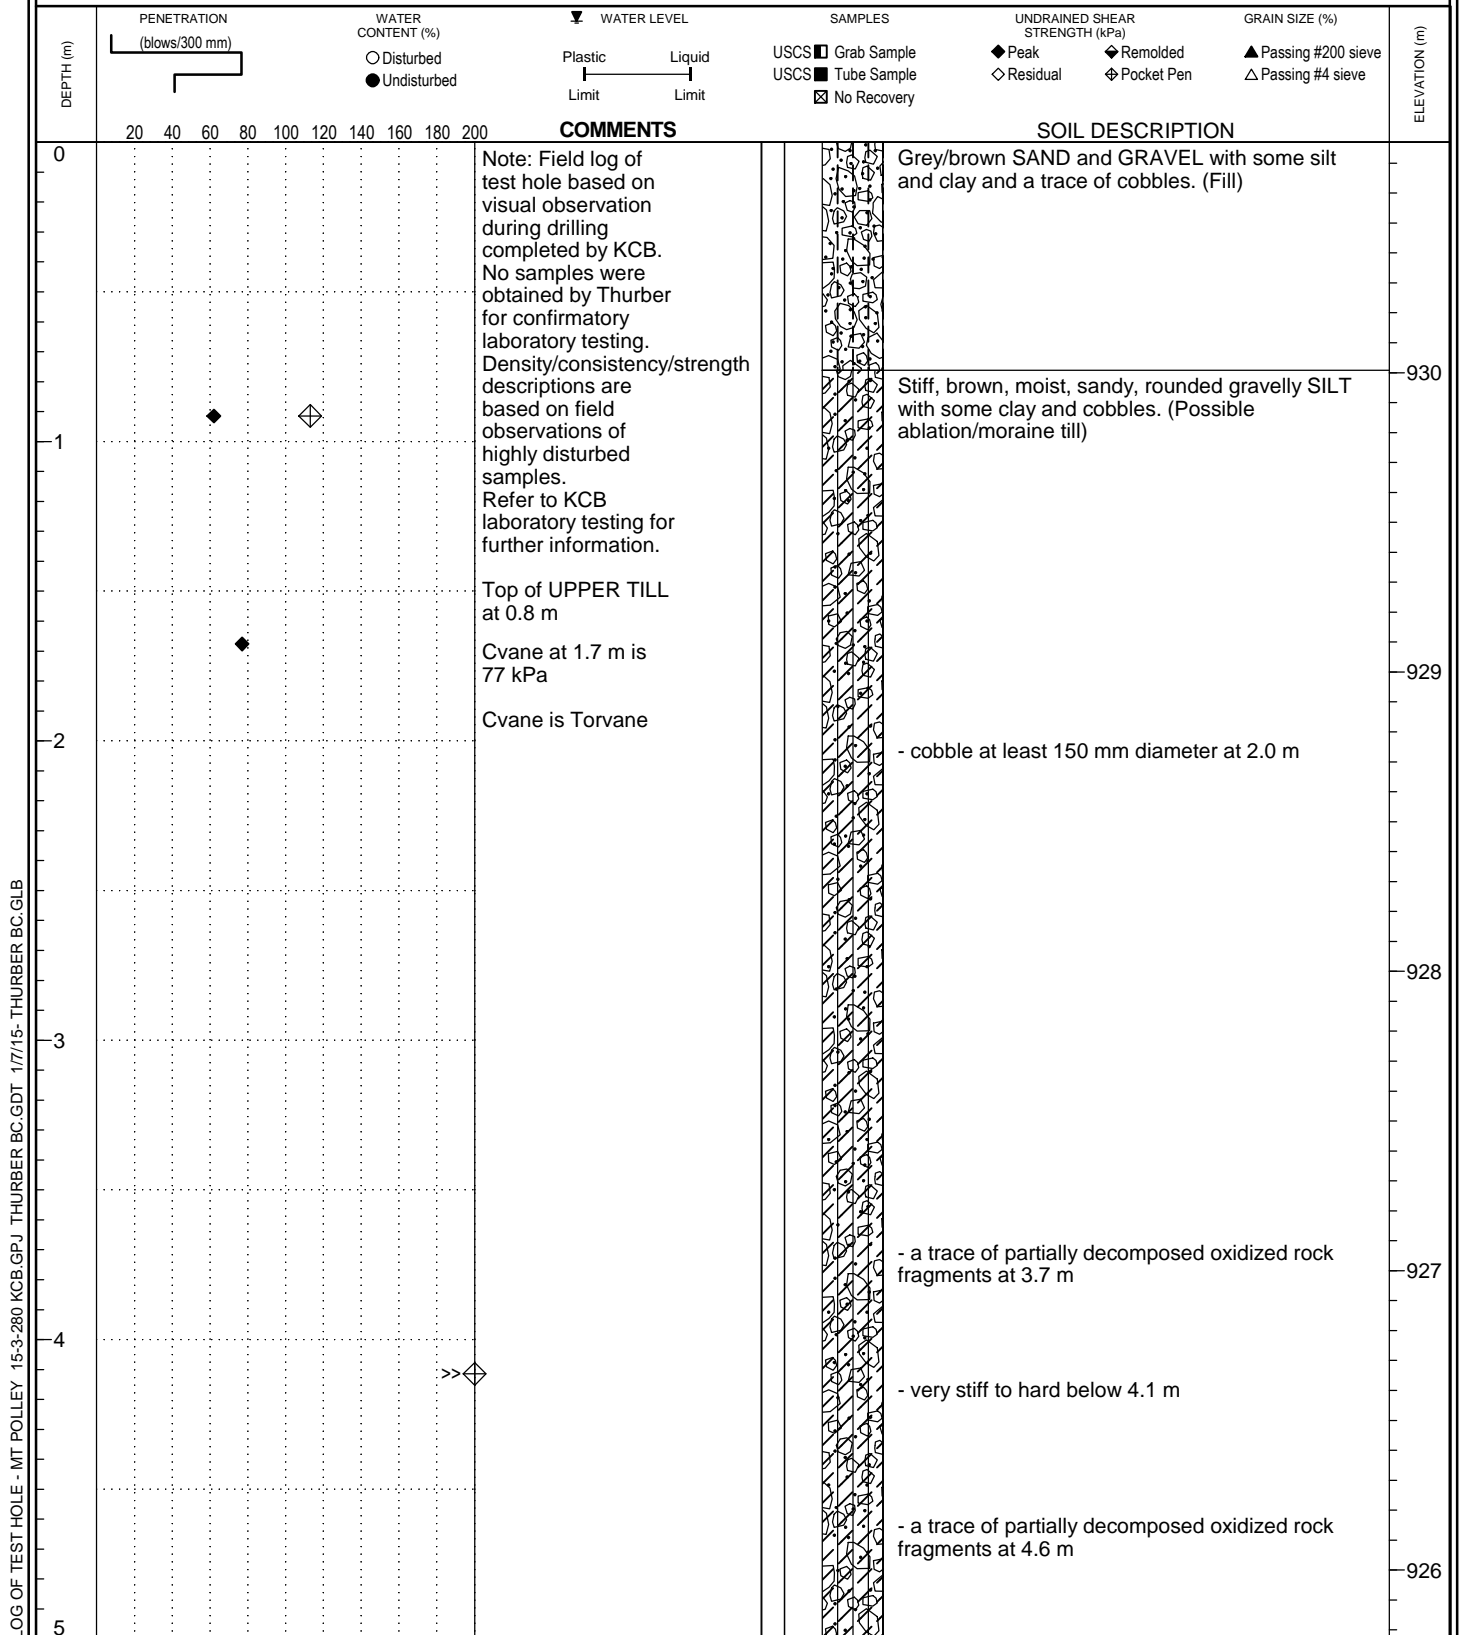 PENETRATION
(blows/300 mm)
WATER
CONTENT (%)
Disturbed
Undisturbed
WATER LEVEL
Plastic Liquid
Limit Limit
SAMPLES
USCS Grab Sample
USCS Tube Sample
No Recovery
UNDRAINED SHEAR
STRENGTH (kPa)
Peak Remolded
Residual Pocket Pen
GRAIN SIZE (%)
Passing #200 sieve
Passing #4 sieve
DEPTH (m)
ELEVATION (m)
20 40 60 80 100 120 140 160 180 200
COMMENTS
SOIL DESCRIPTION
0
1
2
3
4
5
Note: Field log of
test hole based on
visual observation
during drilling
completed by KCB.
No samples were
obtained by Thurber
for confirmatory
laboratory testing.
Density/consistency/strength
descriptions are
based on field
observations of
highly disturbed
samples.
Refer to KCB
laboratory testing for
further information.
Top of UPPER TILL
at 0.8 m
Cvane at 1.7 m is
77 kPa
Cvane is Torvane
>>
Grey/brown SAND and GRAVEL with some silt
and clay and a trace of cobbles. (Fill)
Stiff, brown, moist, sandy, rounded gravelly SILT
with some clay and cobbles. (Possible
ablation/moraine till)
- cobble at least 150 mm diameter at 2.0 m
- a trace of partially decomposed oxidized rock
fragments at 3.7 m
- very stiff to hard below 4.1 m
- a trace of partially decomposed oxidized rock
fragments at 4.6 m
930
929
928
927
926
OG OF TEST HOLE - MT POLLEY 15-3-280 KCB.GPJ THURBER BC.GDT 1/7/15- THURBER BC.GLB